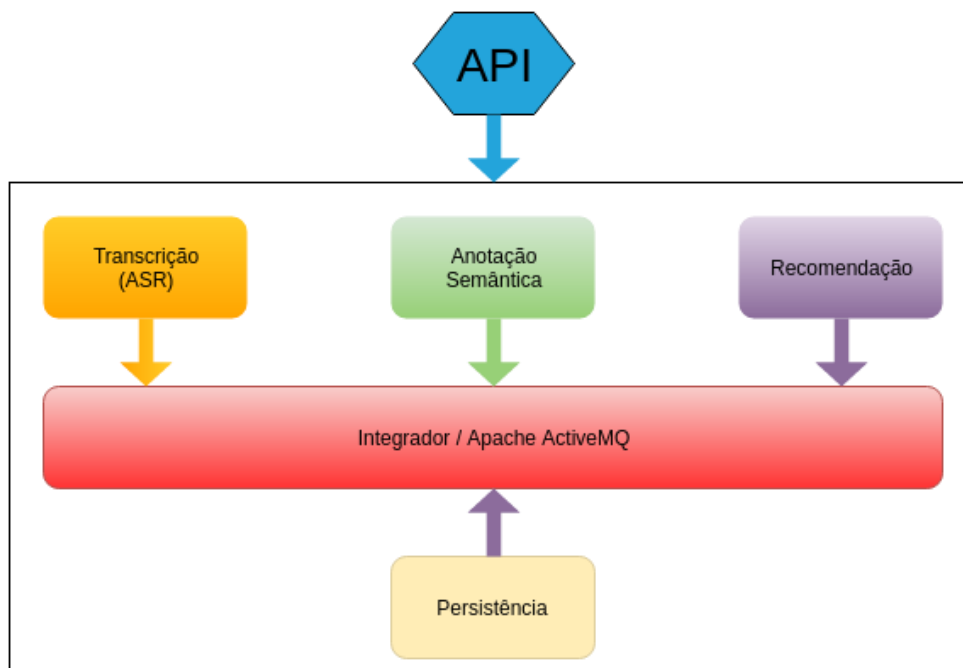 API
Transcrição
(ASR)
Anotação
Semântica
Recomendação
Integrador / Apache ActiveMQ
Persistência